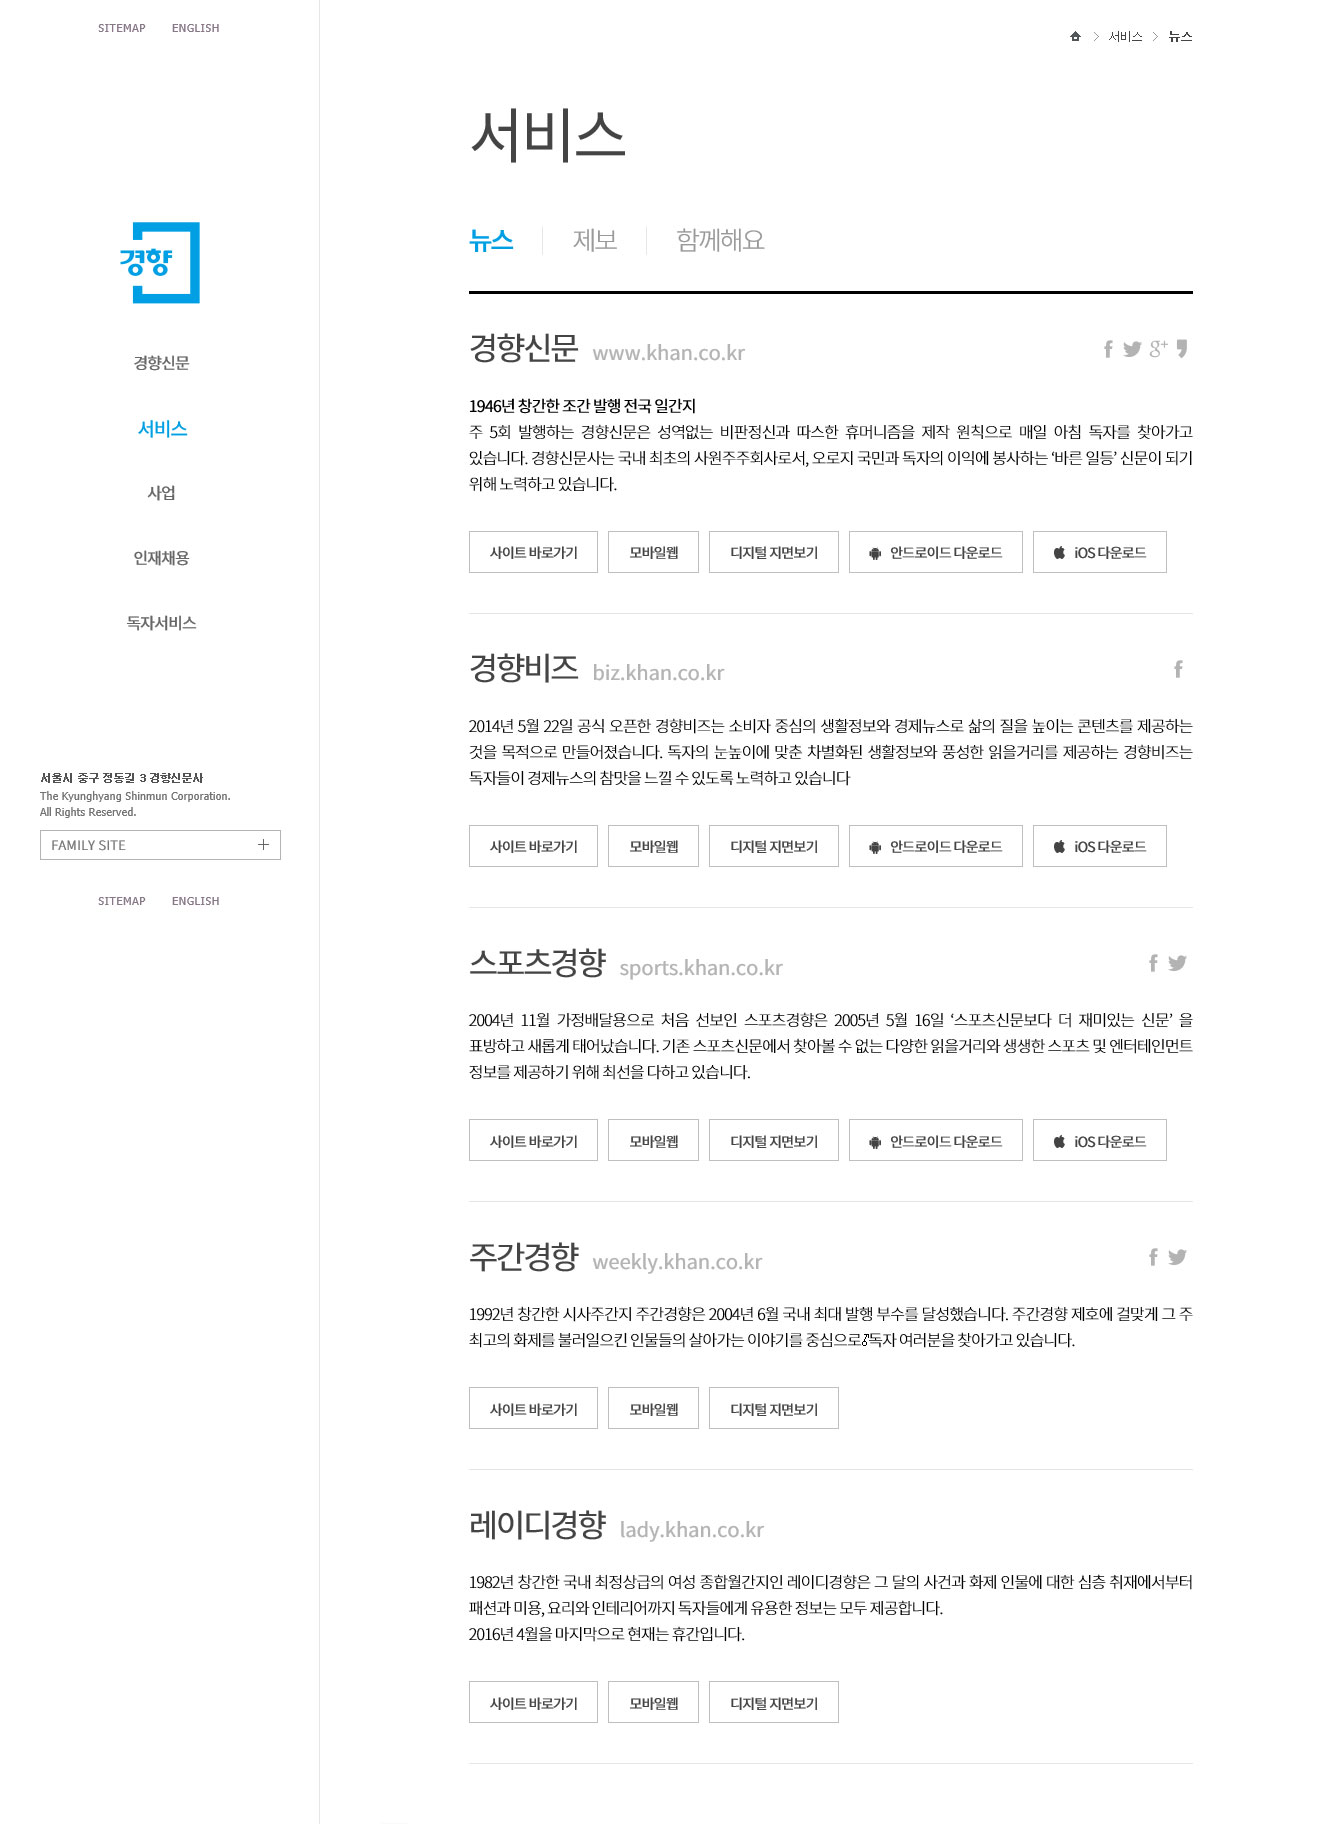 SITEMAP ENGLISH
경향
경향신문
서비스
사업
인재채용
독자서비스
서울시 중구 정동길 3 경향신문사
The Kyunghyang Shinmun Corporation.
All Rights Reserved.
FAMILY SITE
SITEMAP ENGLISH
서비스 뉴스
서비스
뉴스 제보 함께해요
경향신문 www.khan.co.kr
1946년 창간한 조간 발행 전국 일간지
주 5회 발행하는 경향신문은 성역없는 비판정신과 따스한 휴머니즘을 제작 원칙으로 매일 아침 독자를 찾아가고
있습니다. 경향신문사는 국내 최초의 사원주주회사로서, 오로지 국민과 독자의 이익에 봉사하는 ‘바른 일등’ 신문이 되기
위해 노력하고 있습니다.
사이트 바로가기 모바일웹 디지털 지면보기 안드로이드 다운로드 iOS 다운로드
경향비즈 biz.khan.co.kr
2014년 5월 22일 공식 오픈한 경향비즈는 소비자 중심의 생활정보와 경제뉴스로 삶의 질을 높이는 콘텐츠를 제공하는
것을 목적으로 만들어졌습니다. 독자의 눈높이에 맞춘 차별화된 생활정보와 풍성한 읽을거리를 제공하는 경향비즈는
독자들이 경제뉴스의 참맛을 느낄 수 있도록 노력하고 있습니다
사이트 바로가기 모바일웹 디지털 지면보기 안드로이드 다운로드 iOS 다운로드
스포츠경향 sports.khan.co.kr
2004년 11월 가정배달용으로 처음 선보인 스포츠경향은 2005년 5월 16일 ‘스포츠신문보다 더 재미있는 신문’ 을
표방하고 새롭게 태어났습니다. 기존 스포츠신문에서 찾아볼 수 없는 다양한 읽을거리와 생생한 스포츠 및 엔터테인먼트
정보를 제공하기 위해 최선을 다하고 있습니다.
사이트 바로가기 모바일웹 디지털 지면보기 안드로이드 다운로드 iOS 다운로드
주간경향 weekly.khan.co.kr
1992년 창간한 시사주간지 주간경향은 2004년 6월 국내 최대 발행 부수를 달성했습니다. 주간경향 제호에 걸맞게 그 주
최고의 화제를 불러일으킨 인물들의 살아가는 이야기를 중심으로 독자 여러분을 찾아가고 있습니다.
사이트 바로가기 모바일웹 디지털 지면보기
레이디경향 lady.khan.co.kr
1982년 창간한 국내 최정상급의 여성 종합월간지인 레이디경향은 그 달의 사건과 화제 인물에 대한 심층 취재에서부터
패션과 미용, 요리와 인테리어까지 독자들에게 유용한 정보는 모두 제공합니다.
2016년 4월을 마지막으로 현재는 휴간입니다.
사이트 바로가기 모바일웹 디지털 지면보기